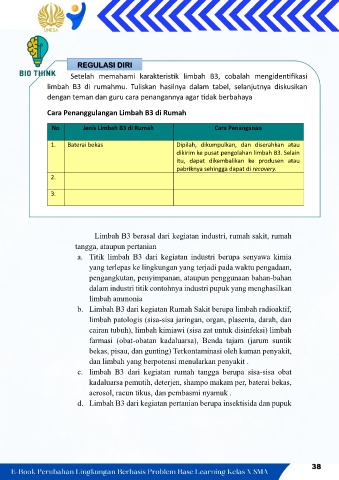 UNESA
REGULASI DIRI
BIO THINK
Setelah memahami karakteristik limbah B3, cobalah mengidentifikasi
limbah B3 di rumahmu. Tuliskan hasilnya dalam tabel, selanjutnya diskusikan
dengan teman dan guru cara penangannya agar tidak berbahaya
Cara Penanggulangan Limbah B3 di Rumah
No Jenis Limbah B3 di Rumah Cara Penanganan
1. Baterai bekas Dipilah, dikumpulkan, dan diserahkan atau
dikirim ke pusat pengolahan limbah B3. Selain
itu, dapat dikembalikan ke produsen atau
pabriknya sehingga dapat di recovery.
2.
3.
Limbah B3 berasal dari kegiatan industri, rumah sakit, rumah
tangga, ataupun pertanian
a. Titik limbah B3 dari kegiatan industri berupa senyawa kimia
yang terlepas ke lingkungan yang terjadi pada waktu pengadaan,
pengangkutan, penyimpanan, ataupun penggunaan bahan-bahan
dalam industri titik contohnya industri pupuk yang menghasilkan
limbah ammonia
b. Limbah B3 dari kegiatan Rumah Sakit berupa limbah radioaktif,
limbah patologis (sisa-sisa jaringan, organ, plasenta, darah, dan
cairan tubuh), limbah kimiawi (sisa zat untuk disinfeksi) limbah
farmasi (obat-obatan kadaluarsa), Benda tajam (jarum suntik
bekas, pisau, dan gunting) Terkontaminasi oleh kuman penyakit,
dan limbah yang berpotensi menularkan penyakit .
c. limbah B3 dari kegiatan rumah tangga berupa sisa-sisa obat
kadaluarsa pemutih, deterjen, shampo makam per, baterai bekas,
aerosol, racun tikus, dan pembasmi nyamuk .
d. Limbah B3 dari kegiatan pertanian berupa insektisida dan pupuk
38
E-Book Perubahan Lingkungan Berbasis Problem Base Learning Kelas X SMA